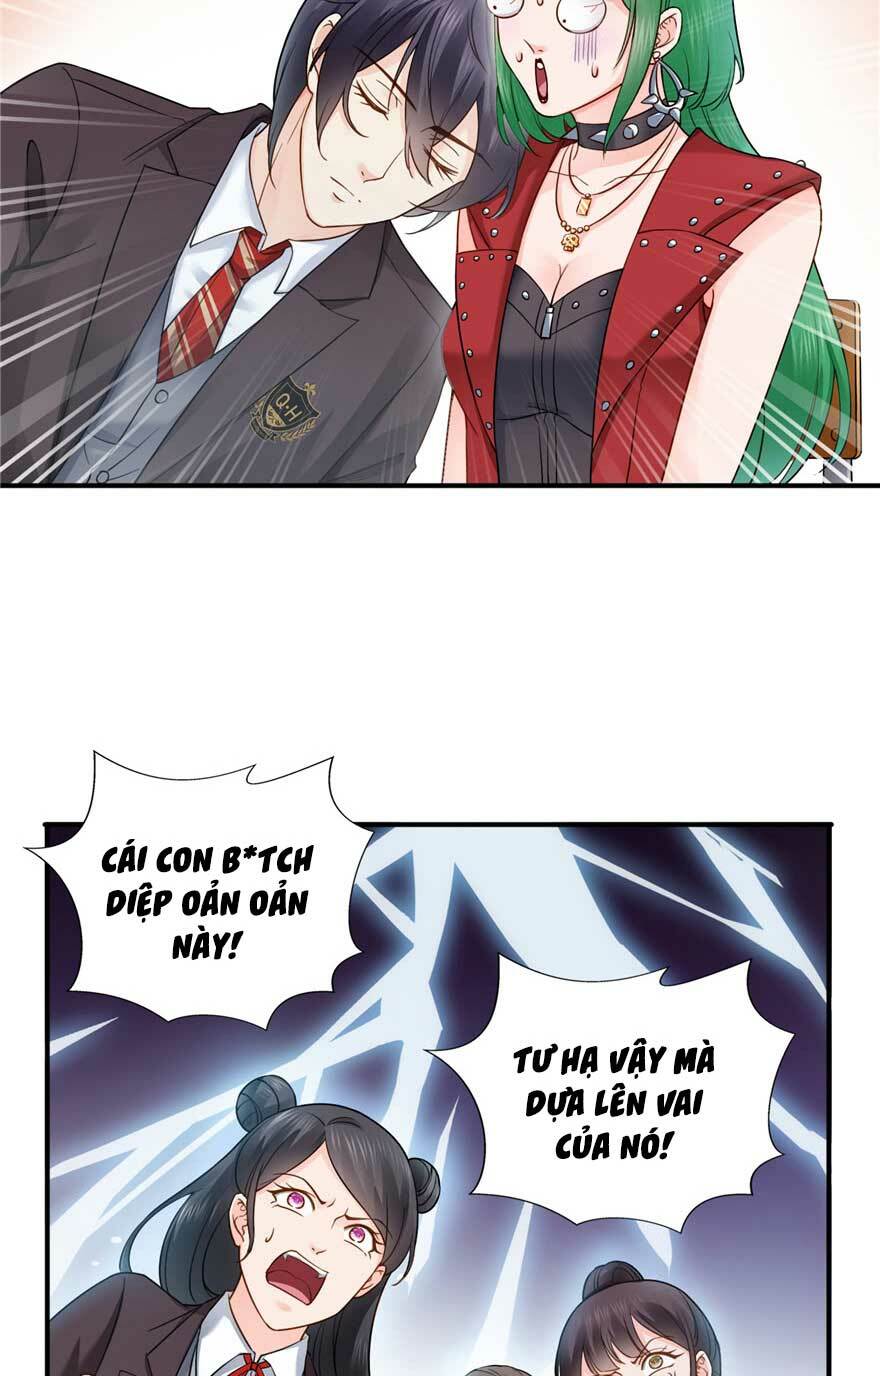 Q·H
CÁI CON B*TCH
DIỆP OẢN OẢN
NÀY!
TƯ HẠ VẬY MÀ
DỰA LÊN VAI
CỦA NÓ!